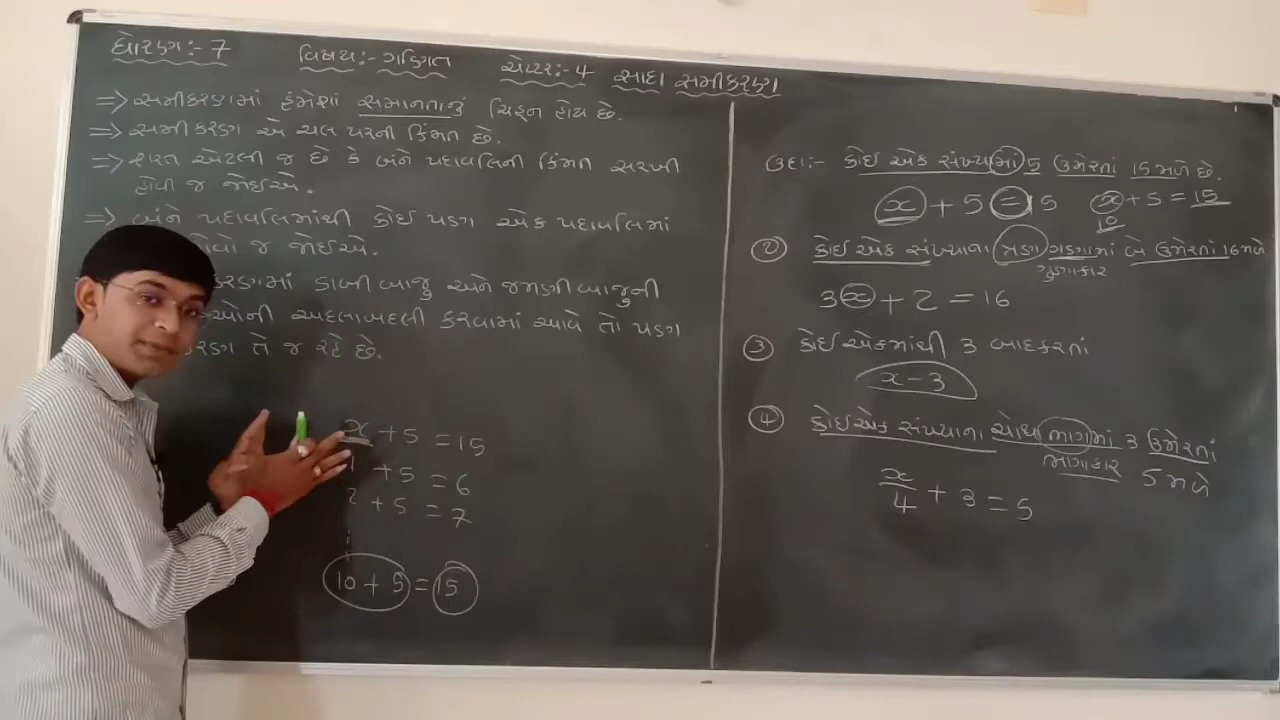 ધોરણ:- 7 વિષય:- ગણિત ચેપ્ટર:- 4 સાદા સમીકરણ
=> સમીકરણમાં હંમેશાં સમાનતાનું ચિહ્ન હોય છે.
=> સમીકરણ એ ચલ પરની કિંમત છે.
=> શરત એટલી જ છે કે બંને પદાવલિની કિંમત સરખી
હોવી જ જોઈએ.
=> બંને પદાવલિમાંથી કોઈ પણ એક પદાવલિમાં
હોવો જ જોઈએ.
કરણમાં ડાબી બાજુ અને જમણી બાજુની
ઓની અદલાબદલી કરવામાં આવે તો પણ
કરણ તે જ રહે છે.
x + 5 = 15
1 + 5 = 6
2 + 5 = 7
10 + 5 = 15
ઉદા:- કોઈ એક સંખ્યામાં 5 ઉમેરતાં 15 મળે છે.
x + 5 = 15 x + 5 = 15
10
② કોઈ એક સંખ્યાના ત્રણ ગણામાં બે ઉમેરતાં 16 મળે
ગુણાકાર
3x + 2 = 16
③ કોઈ એકમાંથી 3 બાદ કરતાં
x - 3
④ કોઈ એક સંખ્યાના ચોથા ભાગમાં 3 ઉમેરતાં
ભાગાકાર 5 મળે
x/4 + 3 = 5